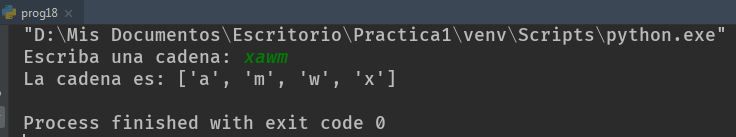 prog18 ×
"D:\Mis Documentos\Escritorio\Practica1\venv\Scripts\python.exe"
Escriba una cadena: xawm
La cadena es: ['a', 'm', 'w', 'x']
Process finished with exit code 0